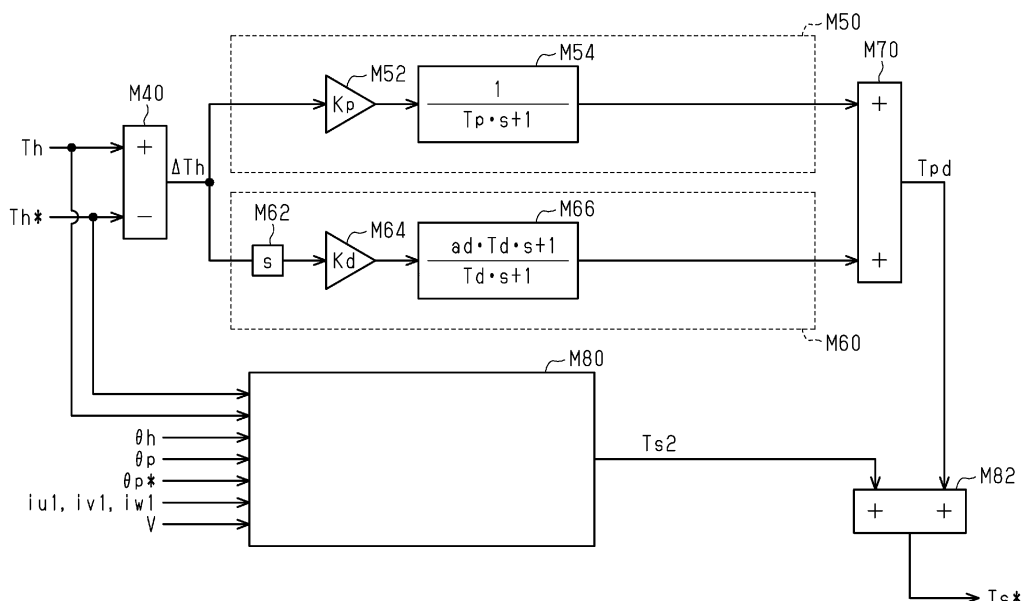 M50
M52
M54
M70
M40
Kp
1
Tp·s+1
+
+
Th
ΔTh
Tpd
Th*
−
M62
M64
M66
s
Kd
ad·Td·s+1
Td·s+1
+
M60
M80
θh
θp
θp*
iu1, iv1, iw1
V
Ts2
M82
+ +
Ts*